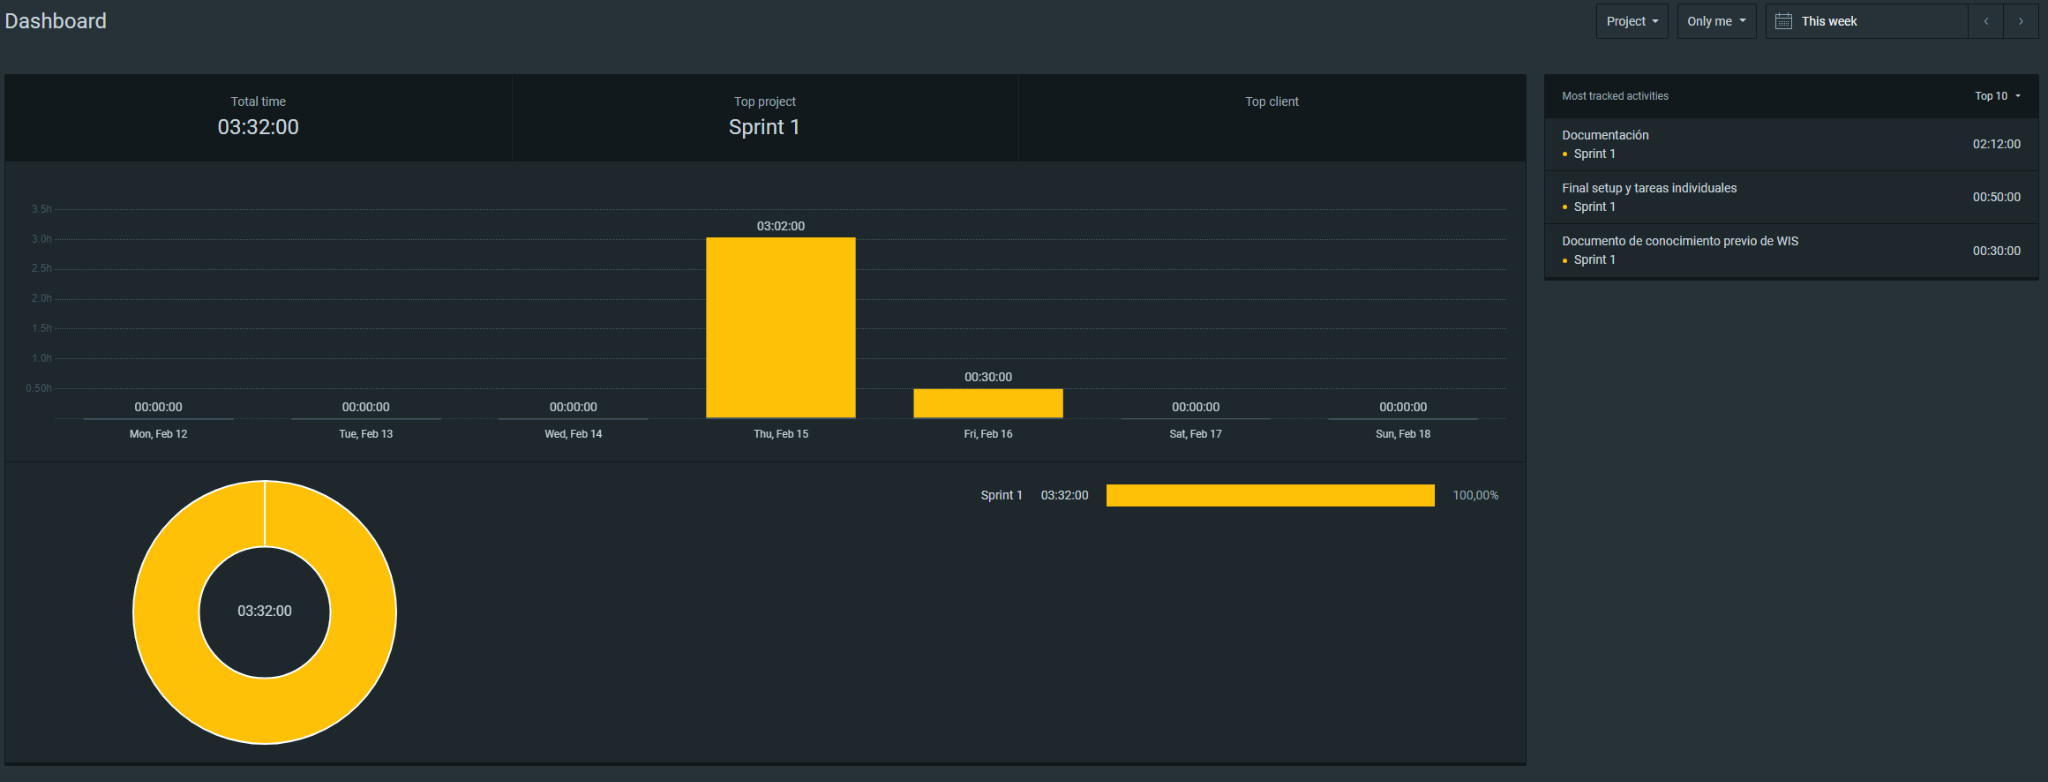 Dashboard
Project
Only me
This week
Total time
03:32:00
Top project
Sprint 1
Top client
3.5h
3.0h
2.5h
2.0h
1.5h
1.0h
0.50h
00:00:00
00:00:00
00:00:00
03:02:00
00:30:00
00:00:00
00:00:00
Mon, Feb 12
Tue, Feb 13
Wed, Feb 14
Thu, Feb 15
Fri, Feb 16
Sat, Feb 17
Sun, Feb 18
03:32:00
Sprint 1 03:32:00 100,00%
Most tracked activities Top 10
Documentación
Sprint 1
02:12:00
Final setup y tareas individuales
Sprint 1
00:50:00
Documento de conocimiento previo de WIS
Sprint 1
00:30:00